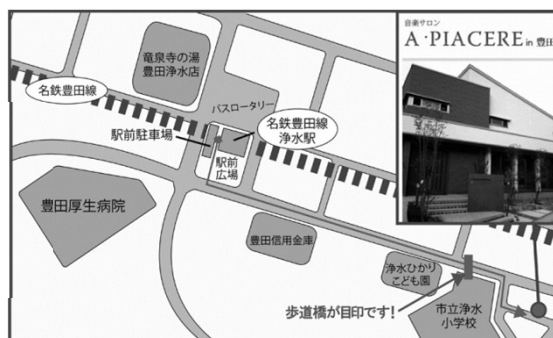 音楽サロン
A・PIACERE in 豊田
竜泉寺の湯
豊田浄水店
名鉄豊田線
バスロータリー
名鉄豊田線
浄水駅
駅前駐車場
駅前
広場
豊田厚生病院
豊田信用金庫
浄水ひかり
こども園
歩道橋が目印です!
市立浄水
小学校